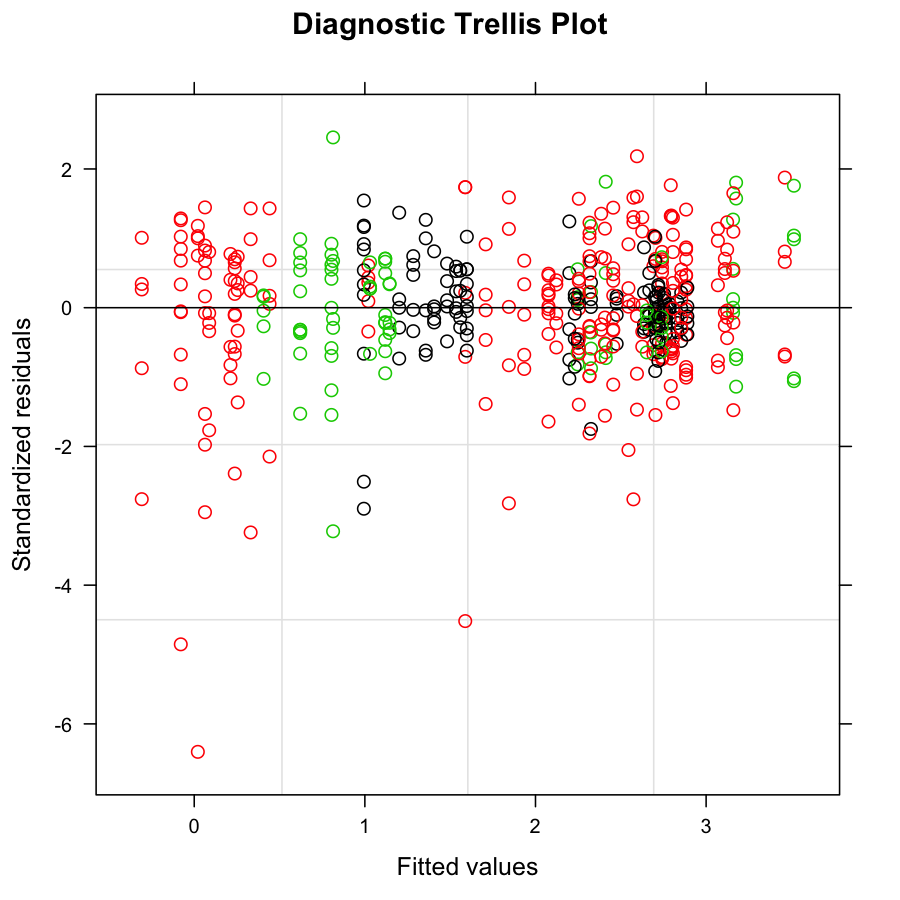 Diagnostic Trellis Plot
2
0
-2
-4
-6
Standardized residuals
0 1 2 3
Fitted values